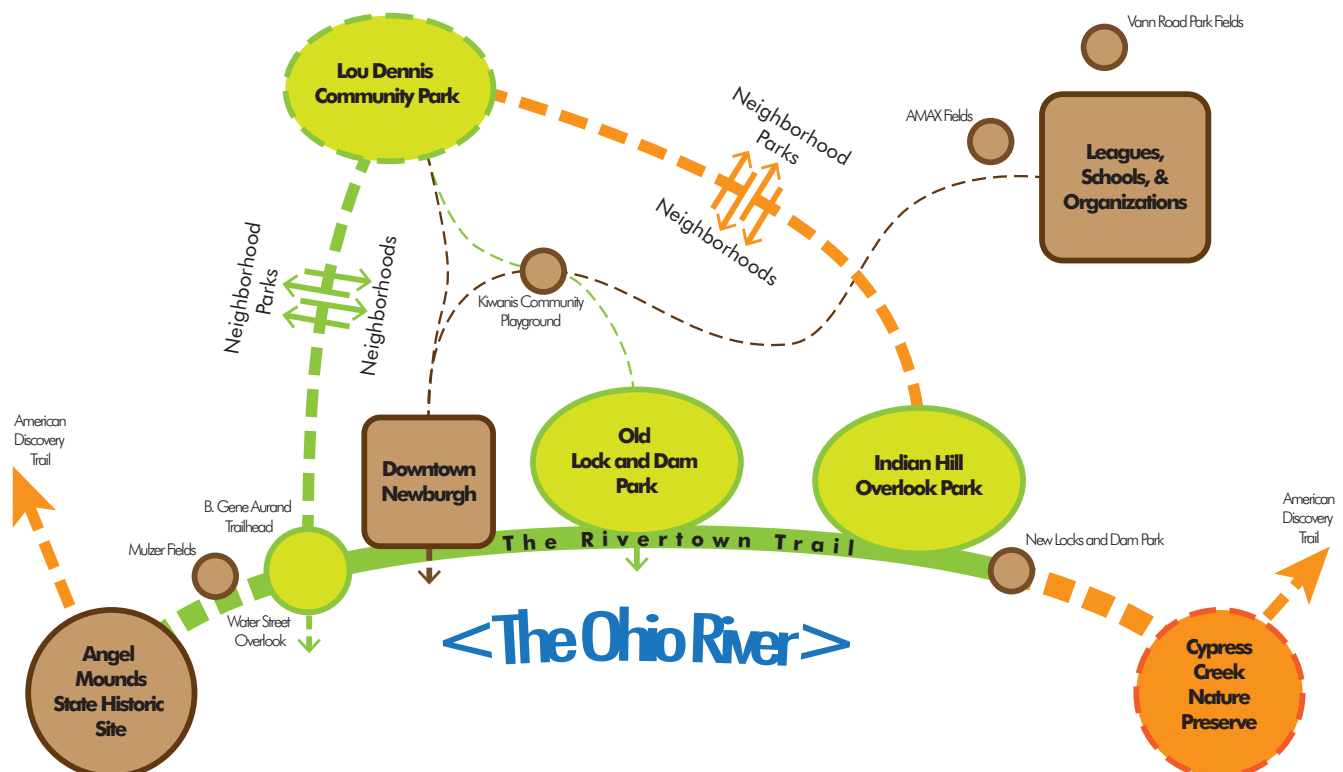 Vann Road Park Fields
Lou Dennis
Community Park
Neighborhood
Parks
Neighborhoods
AMAX Fields
Leagues,
Schools, &
Organizations
Neighborhood
Parks
Neighborhoods
Kiwanis Community
Playground
American
Discovery
Trail
Downtown
Newburgh
Old
Lock and Dam
Park
Indian Hill
Overlook Park
B. Gene Aurand
Trailhead
Mulzer Fields
The Rivertown Trail
New Locks and Dam Park
American
Discovery
Trail
Water Street
Overlook
<The Ohio River>
Angel
Mounds
State Historic
Site
Cypress
Creek
Nature
Preserve